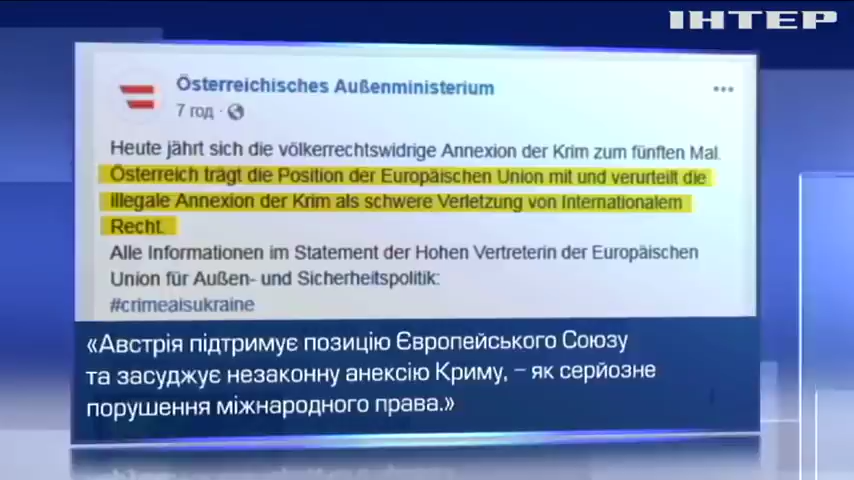 ІНТЕР
Österreichisches Außenministerium
7 год ·
Heute jährt sich die völkerrechtswidrige Annexion der Krim zum fünften Mal.
Österreich trägt die Position der Europäischen Union mit und verurteilt die
illegale Annexion der Krim als schwere Verletzung von Internationalem
Recht.
Alle Informationen im Statement der Hohen Vertreterin der Europäischen
Union für Außen- und Sicherheitspolitik:
#crimeaisukraine
«Австрія підтримує позицію Європейського Союзу
та засуджує незаконну анексію Криму, – як серйозне
порушення міжнародного права.»